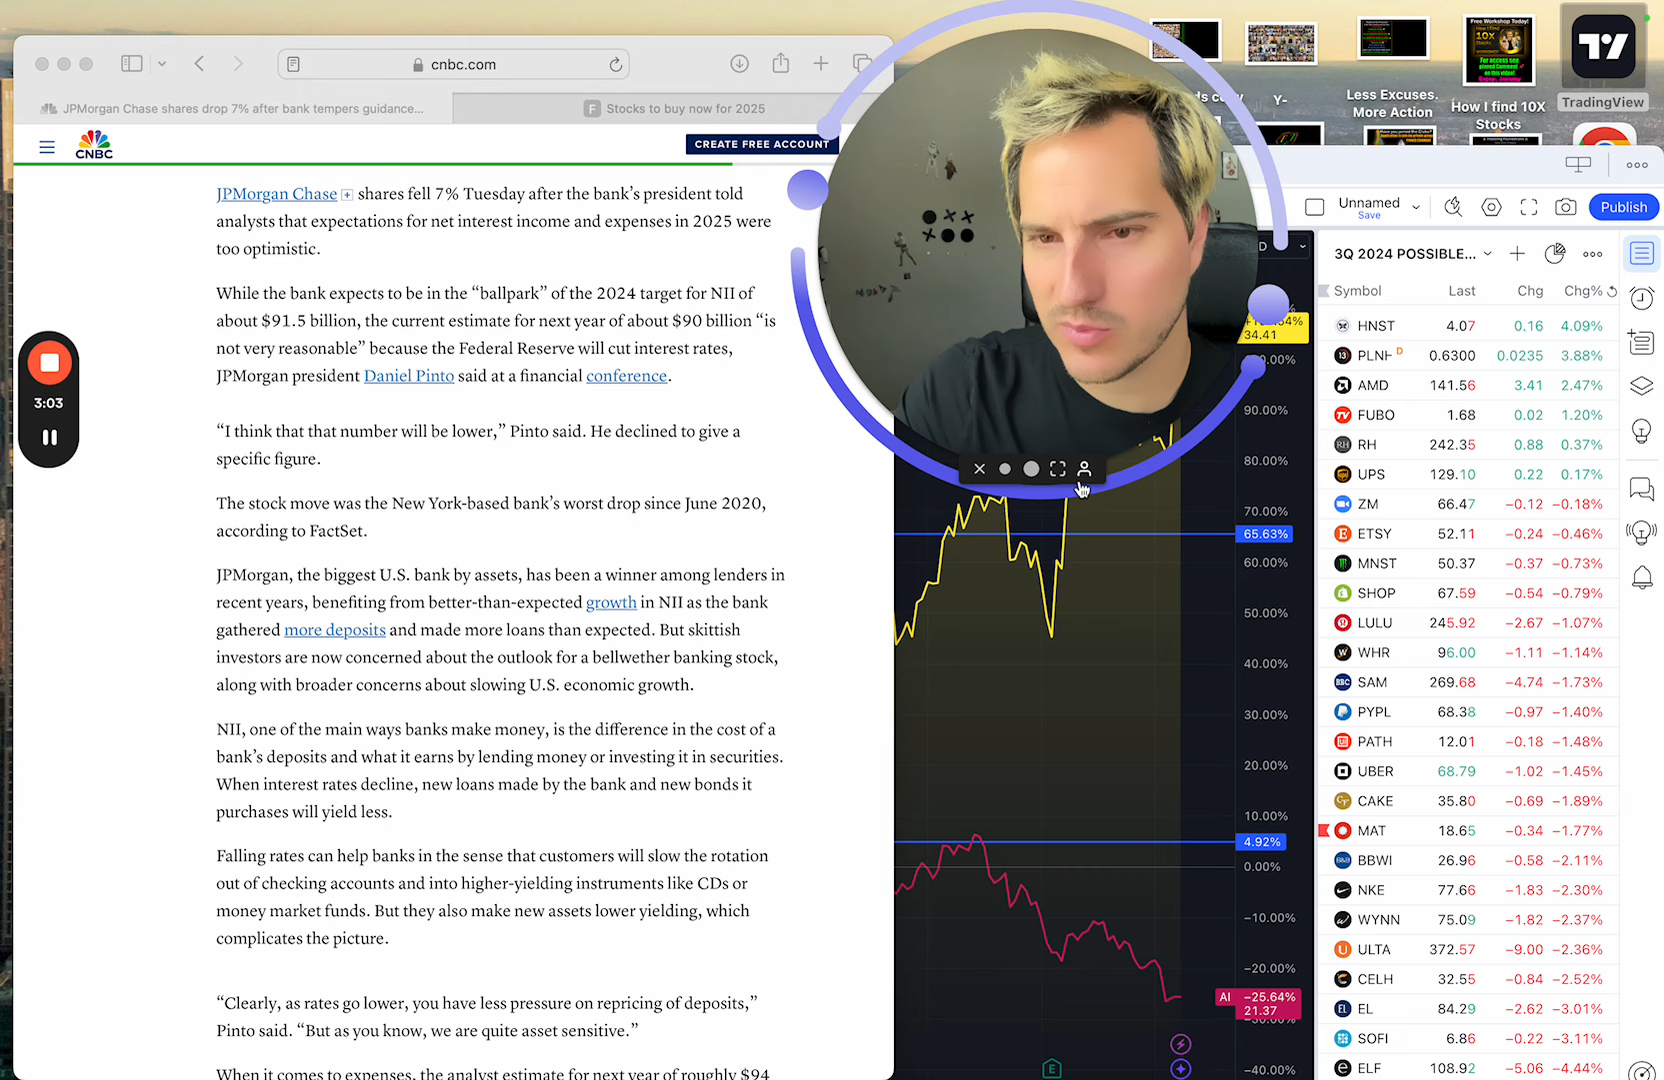 cnbc.com
JPMorgan Chase shares drop 7% after bank tempers guidance...
Stocks to buy now for 2025
CNBC
CREATE FREE ACCOUNT
JPMorgan Chase + shares fell 7% Tuesday after the bank’s president told
analysts that expectations for net interest income and expenses in 2025 were
too optimistic.
While the bank expects to be in the “ballpark” of the 2024 target for NII of
about $91.5 billion, the current estimate for next year of about $90 billion “is
not very reasonable” because the Federal Reserve will cut interest rates,
JPMorgan president Daniel Pinto said at a financial conference.
“I think that that number will be lower,” Pinto said. He declined to give a
specific figure.
The stock move was the New York-based bank’s worst drop since June 2020,
according to FactSet.
JPMorgan, the biggest U.S. bank by assets, has been a winner among lenders in
recent years, benefiting from better-than-expected growth in NII as the bank
gathered more deposits and made more loans than expected. But skittish
investors are now concerned about the outlook for a bellwether banking stock,
along with broader concerns about slowing U.S. economic growth.
NII, one of the main ways banks make money, is the difference in the cost of a
bank’s deposits and what it earns by lending money or investing it in securities.
When interest rates decline, new loans made by the bank and new bonds it
purchases will yield less.
Falling rates can help banks in the sense that customers will slow the rotation
out of checking accounts and into higher-yielding instruments like CDs or
money market funds. But they also make new assets lower yielding, which
complicates the picture.
“Clearly, as rates go lower, you have less pressure on repricing of deposits,”
Pinto said. “But as you know, we are quite asset sensitive.”
When it comes to expenses, the analyst estimate for next year of roughly $94
3:03
Y-
Less Excuses.
More Action
Free Workshop Today!
How I find
10X
Stocks
How I find 10X
Stocks
TradingView
Unnamed
Save
Publish
D
34.41
90.00%
80.00%
70.00%
65.63%
60.00%
50.00%
40.00%
30.00%
20.00%
10.00%
4.92%
0.00%
−10.00%
−20.00%
AI −25.64%
21.37
−40.00%
E
3Q 2024 POSSIBLE...
Symbol Last Chg Chg%
HNST 4.07 0.16 4.09%
PLNH D 0.6300 0.0235 3.88%
AMD 141.56 3.41 2.47%
FUBO 1.68 0.02 1.20%
RH 242.35 0.88 0.37%
UPS 129.10 0.22 0.17%
ZM 66.47 −0.12 −0.18%
ETSY 52.11 −0.24 −0.46%
MNST 50.37 −0.37 −0.73%
SHOP 67.59 −0.54 −0.79%
LULU 245.92 −2.67 −1.07%
WHR 96.00 −1.11 −1.14%
SAM 269.68 −4.74 −1.73%
PYPL 68.38 −0.97 −1.40%
PATH 12.01 −0.18 −1.48%
UBER 68.79 −1.02 −1.45%
CAKE 35.80 −0.69 −1.89%
MAT 18.65 −0.34 −1.77%
BBWI 26.96 −0.58 −2.11%
NKE 77.66 −1.83 −2.30%
WYNN 75.09 −1.82 −2.37%
ULTA 372.57 −9.00 −2.36%
CELH 32.55 −0.84 −2.52%
EL 84.29 −2.62 −3.01%
SOFI 6.86 −0.22 −3.11%
ELF 108.92 −5.06 −4.44%